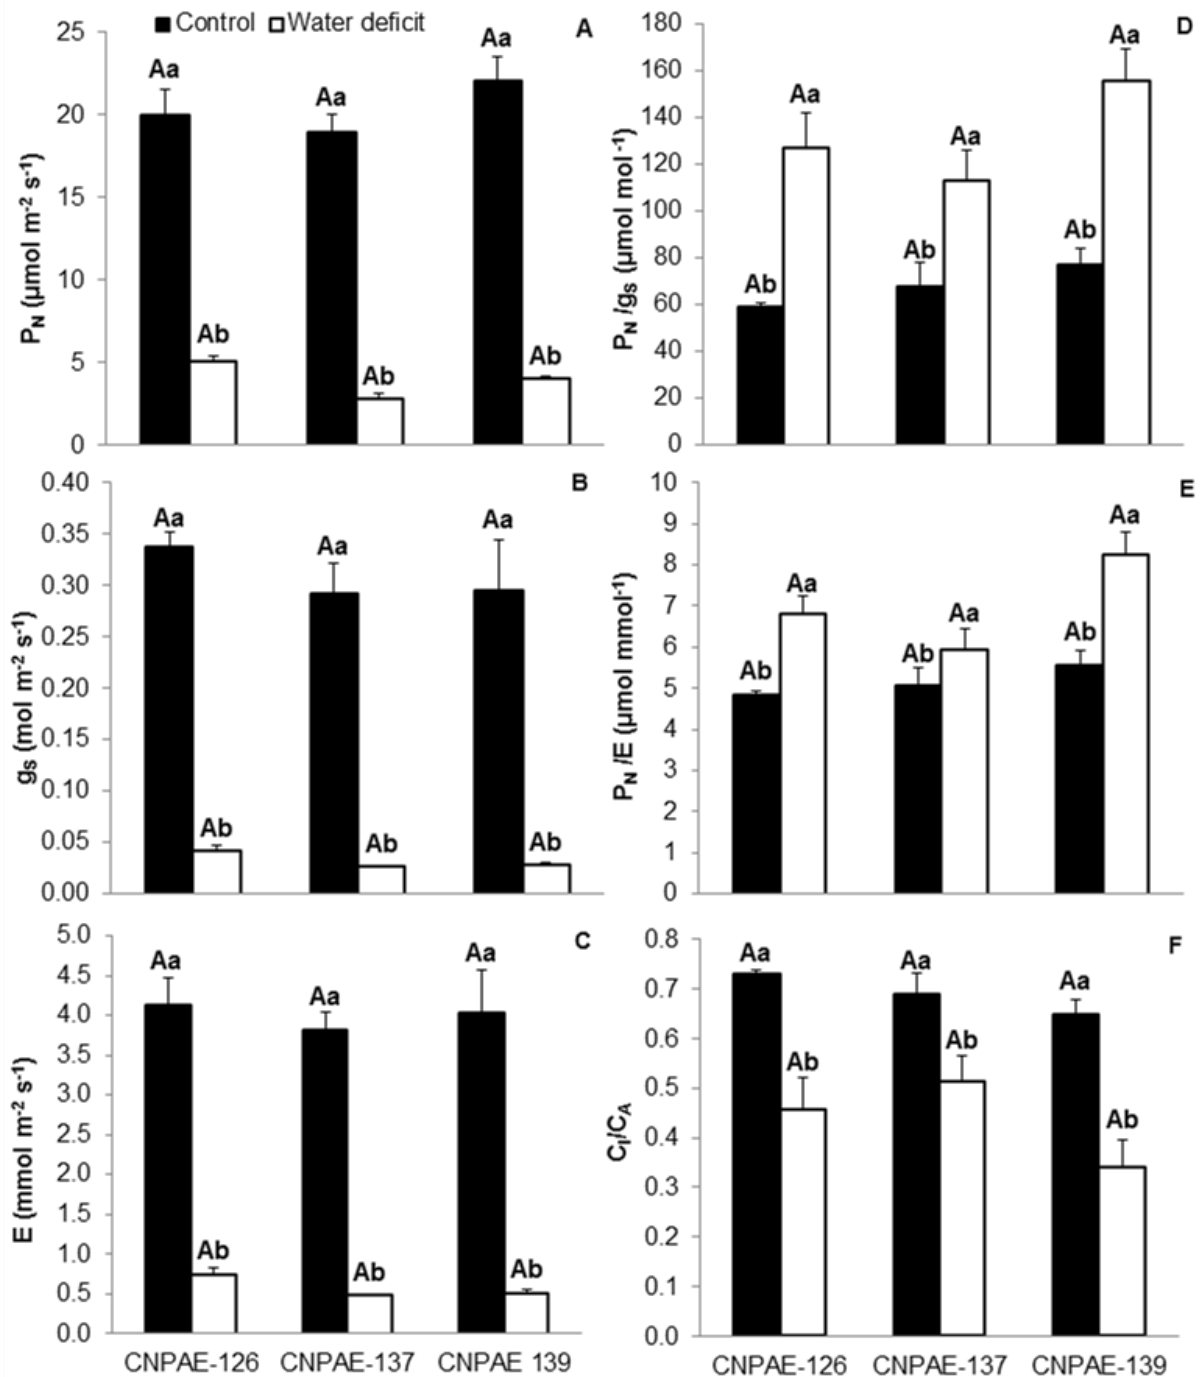 Control Water deficit
A
25
20
15
10
5
0
P_N (μmol m⁻² s⁻¹)
Aa
Ab
Aa
Ab
Aa
Ab
B
0.40
0.35
0.30
0.25
0.20
0.15
0.10
0.05
0.00
g_S (mol m⁻² s⁻¹)
Aa
Ab
Aa
Ab
Aa
Ab
C
5.0
4.5
4.0
3.5
3.0
2.5
2.0
1.5
1.0
0.5
0.0
E (mmol m⁻² s⁻¹)
Aa
Ab
Aa
Ab
Aa
Ab
CNPAE-126 CNPAE-137 CNPAE 139
D
180
160
140
120
100
80
60
40
20
0
P_N /g_S (μmol mol⁻¹)
Ab
Aa
Ab
Aa
Ab
Aa
E
10
9
8
7
6
5
4
3
2
1
0
P_N /E (μmol mmol⁻¹)
Ab
Aa
Ab
Aa
Ab
Aa
F
0.8
0.7
0.6
0.5
0.4
0.3
0.2
0.1
0.0
C_I/C_A
Aa
Ab
Aa
Ab
Aa
Ab
CNPAE-126 CNPAE-137 CNPAE-139